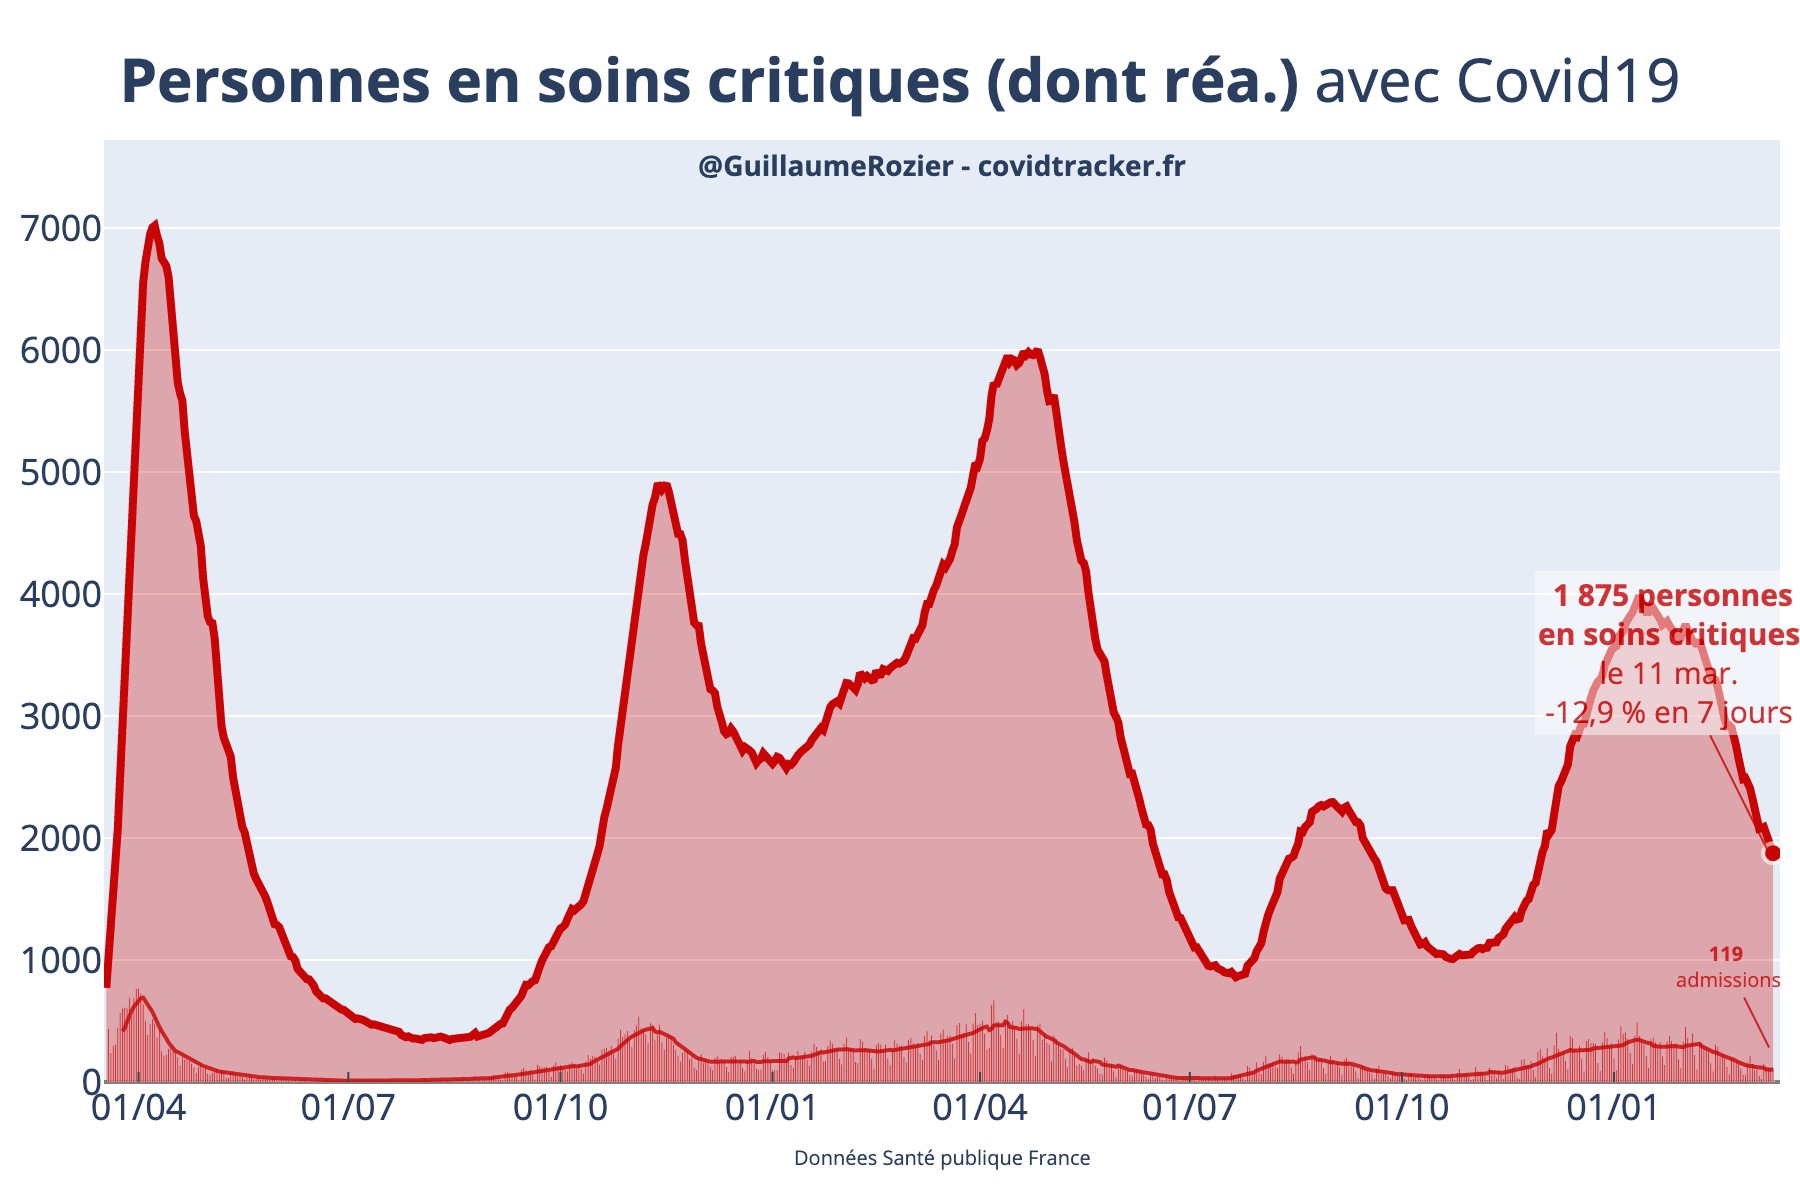 Personnes en soins critiques (dont réa.) avec Covid19
@GuillaumeRozier - covidtracker.fr
7000
6000
5000
4000
3000
2000
1000
0
1 875 personnes
en soins critiques
le 11 mar.
-12,9 % en 7 jours
119
admissions
01/04 01/07 01/10 01/01 01/04 01/07 01/10 01/01
Données Santé publique France